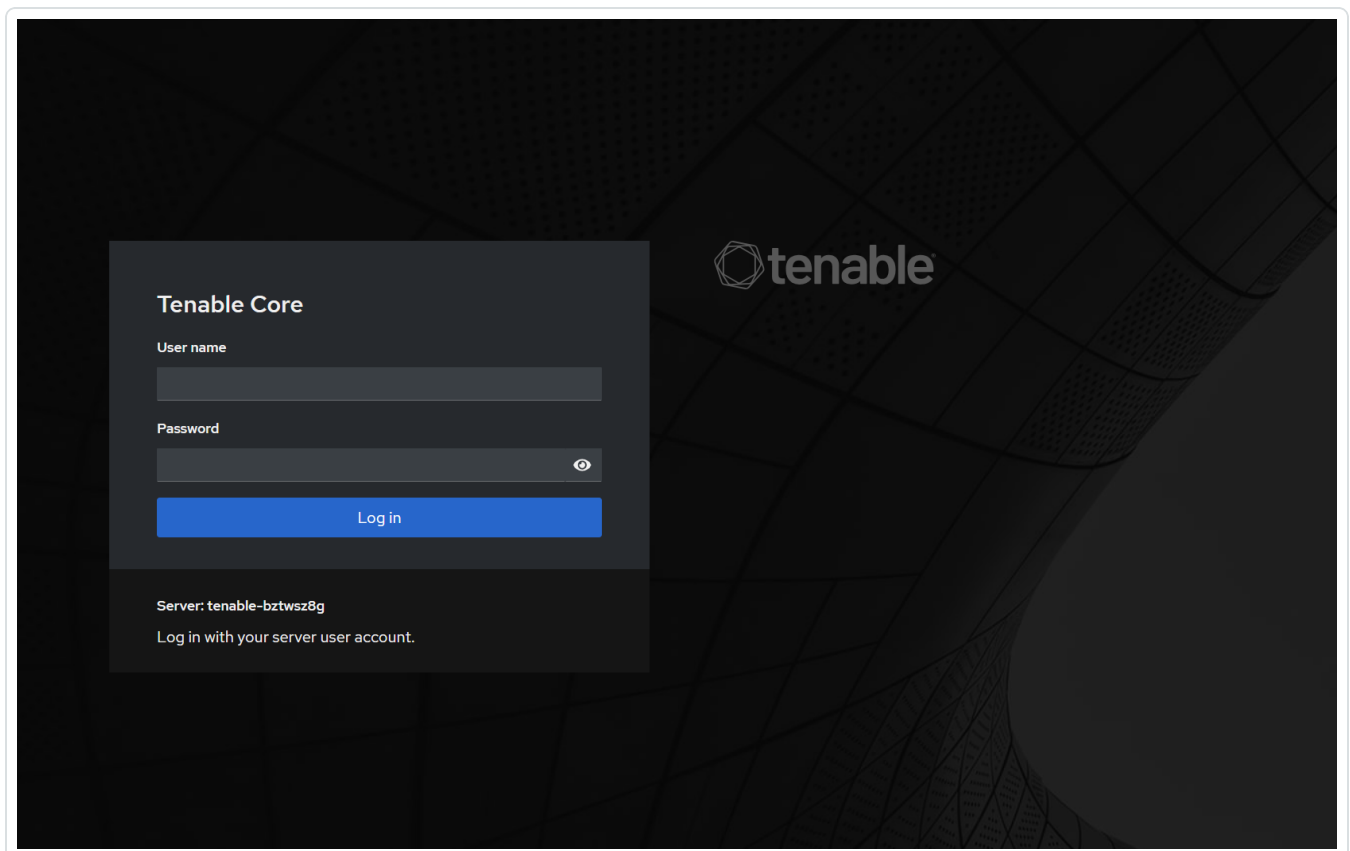 Tenable Core
User name
Password
Log in
Server: tenable-bztwsz8g
Log in with your server user account.
tenable